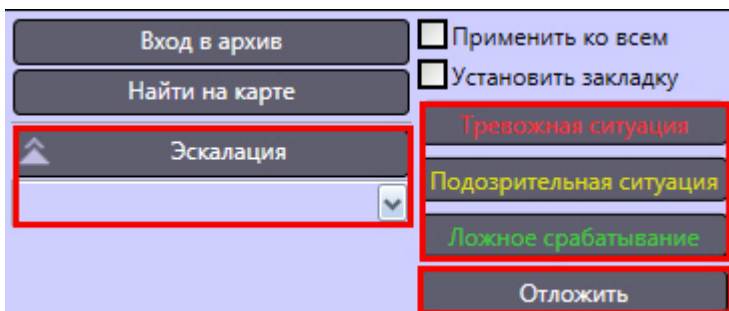 Вход в архив
Найти на карте
Эскалация
Применить ко всем
Установить закладку
Тревожная ситуация
Подозрительная ситуация
Ложное срабатывание
Отложить